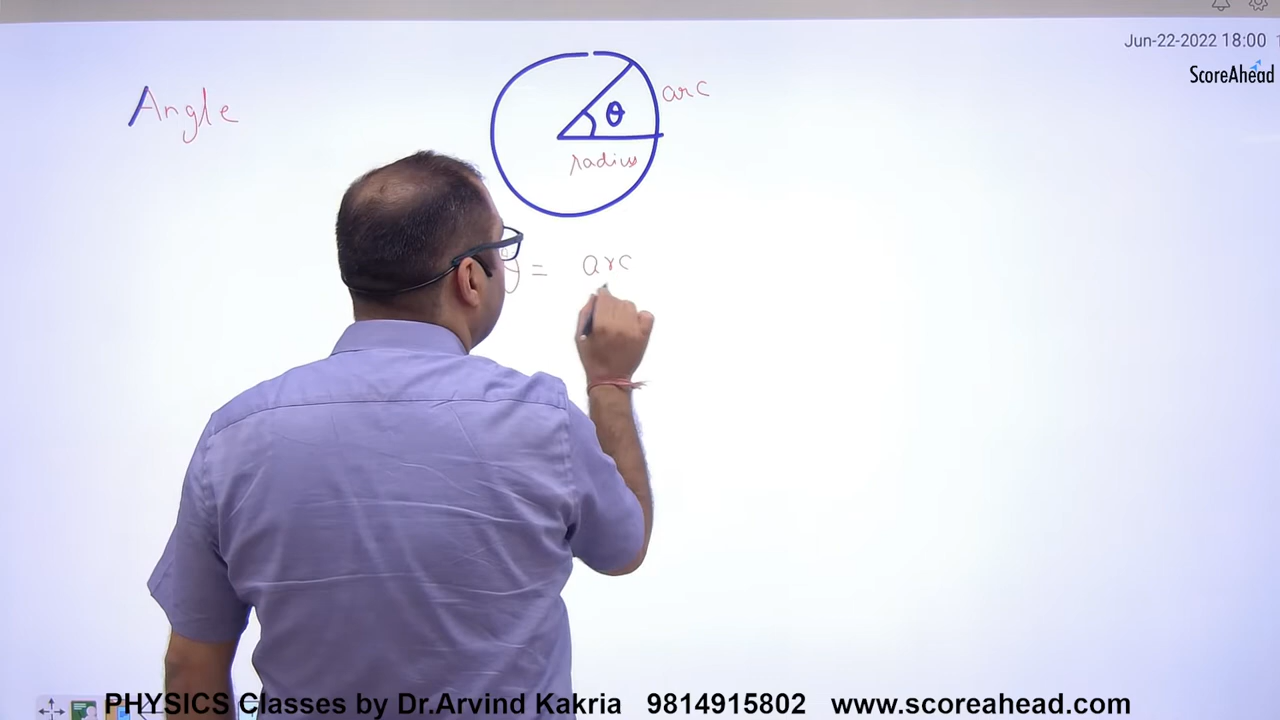 Jun-22-2022 18:00
ScoreAhead
Angle
arc
θ
radius
= arc
PHYSICS Classes by Dr.Arvind Kakria 9814915802 www.scoreahead.com